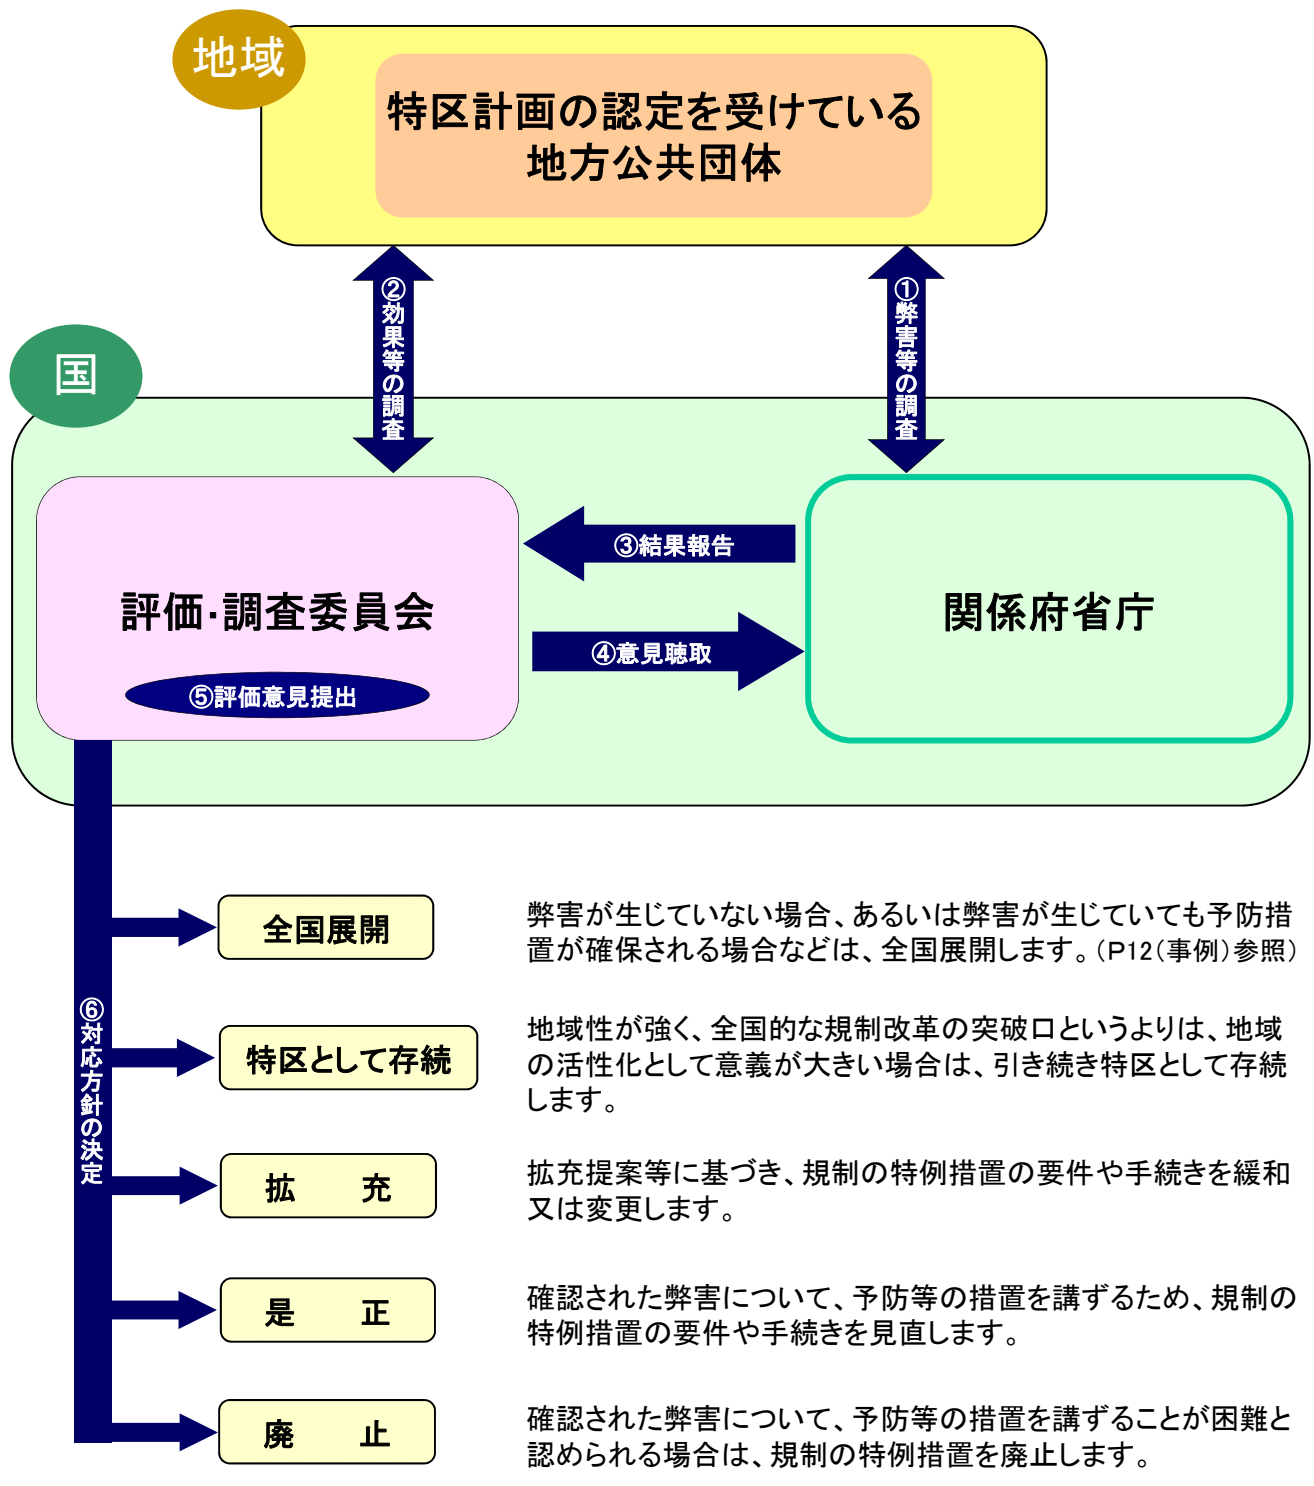 地域
特区計画の認定を受けている
地方公共団体
②効果等の調査
①弊害等の調査
国
③結果報告
評価・調査委員会
関係府省庁
④意見聴取
⑤評価意見提出
⑥対応方針の決定
全国展開
弊害が生じていない場合、あるいは弊害が生じていても予防措
置が確保される場合などは、全国展開します。（P12（事例）参照）
特区として存続
地域性が強く、全国的な規制改革の突破口というよりは、地域
の活性化として意義が大きい場合は、引き続き特区として存続
します。
拡　　充
拡充提案等に基づき、規制の特例措置の要件や手続きを緩和
又は変更します。
是　　正
確認された弊害について、予防等の措置を講ずるため、規制の
特例措置の要件や手続きを見直します。
廃　　止
確認された弊害について、予防等の措置を講ずることが困難と
認められる場合は、規制の特例措置を廃止します。